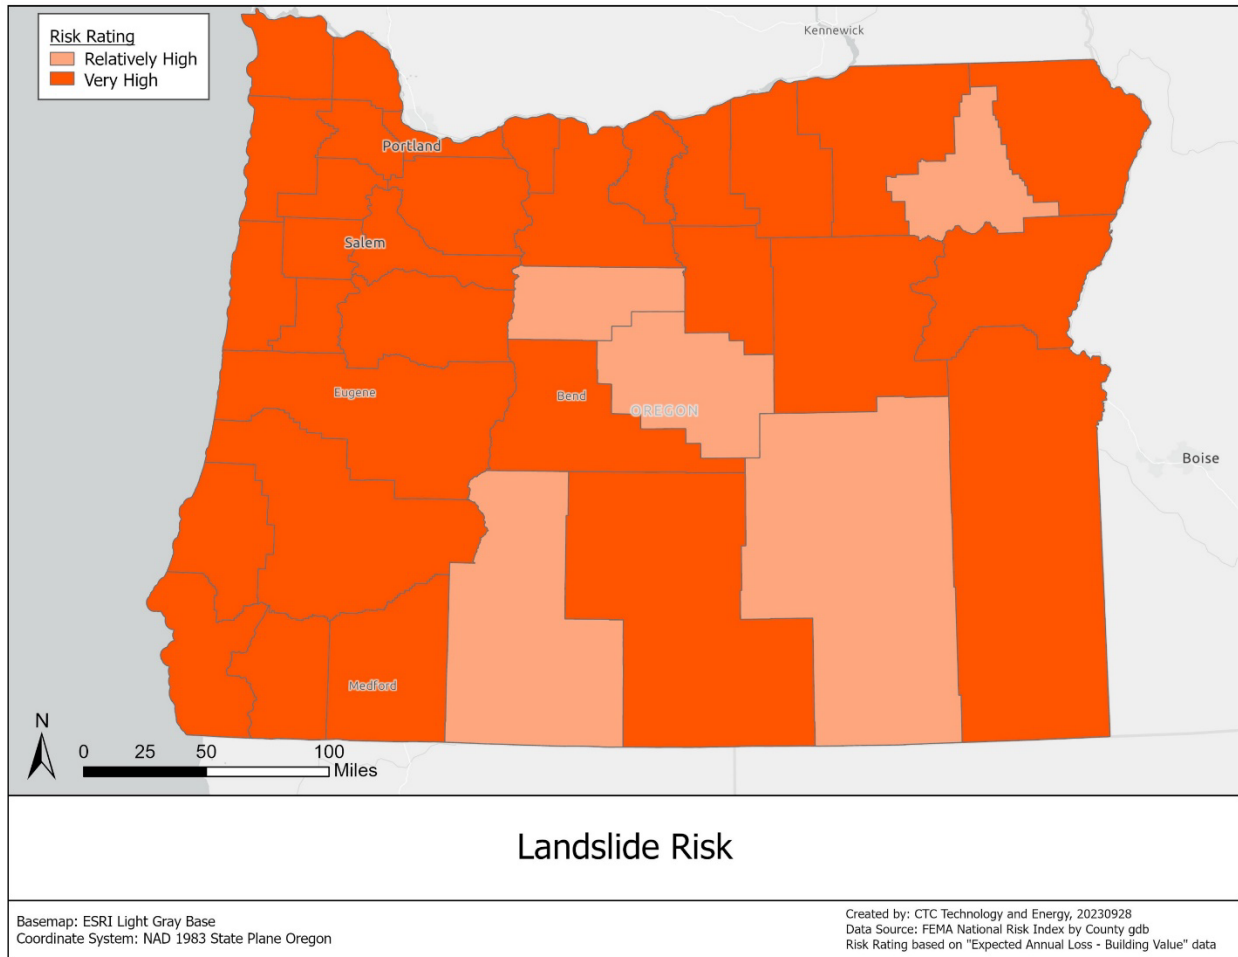 Risk Rating
Relatively High
Very High
Kennewick
Portland
Salem
Eugene
Bend
OREGON
Boise
Medford
N
0 25 50 100
Miles
Landslide Risk
Basemap: ESRI Light Gray Base
Coordinate System: NAD 1983 State Plane Oregon
Created by: CTC Technology and Energy, 20230928
Data Source: FEMA National Risk Index by County gdb
Risk Rating based on "Expected Annual Loss - Building Value" data